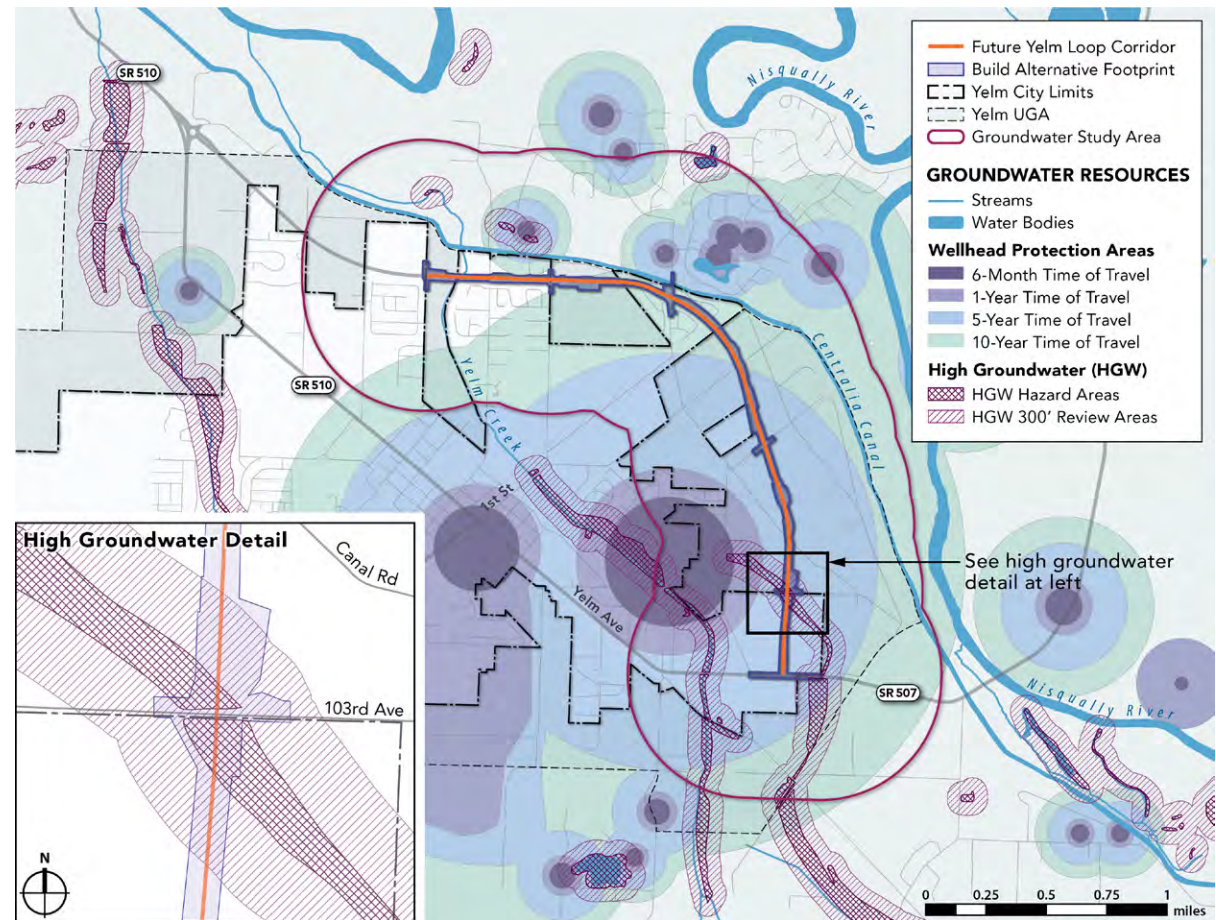 SR 510
Nisqually River
Future Yelm Loop Corridor
Build Alternative Footprint
Yelm City Limits
Yelm UGA
Groundwater Study Area
GROUNDWATER RESOURCES
Streams
Water Bodies
Wellhead Protection Areas
6-Month Time of Travel
1-Year Time of Travel
5-Year Time of Travel
10-Year Time of Travel
High Groundwater (HGW)
HGW Hazard Areas
HGW 300' Review Areas
SR 510
Yelm Creek
Centralia Canal
1st St
Yelm Ave
See high groundwater
detail at left
SR 507
Nisqually River
High Groundwater Detail
Canal Rd
103rd Ave
N
0 0.25 0.5 0.75 1
miles